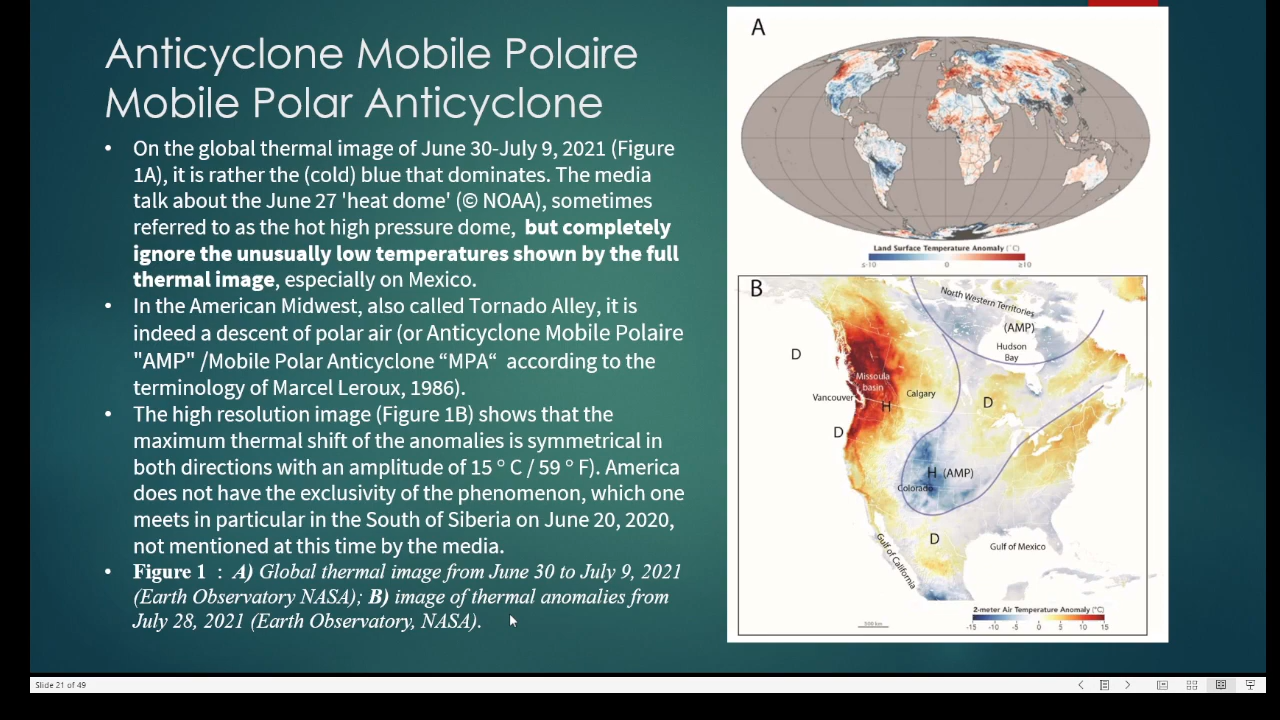 Anticyclone Mobile Polaire
Mobile Polar Anticyclone
• On the global thermal image of June 30-July 9, 2021 (Figure
1A), it is rather the (cold) blue that dominates. The media
talk about the June 27 'heat dome' (© NOAA), sometimes
referred to as the hot high pressure dome, but completely
ignore the unusually low temperatures shown by the full
thermal image, especially on Mexico.
• In the American Midwest, also called Tornado Alley, it is
indeed a descent of polar air (or Anticyclone Mobile Polaire
"AMP" /Mobile Polar Anticyclone “MPA“ according to the
terminology of Marcel Leroux, 1986).
• The high resolution image (Figure 1B) shows that the
maximum thermal shift of the anomalies is symmetrical in
both directions with an amplitude of 15 ° C / 59 ° F). America
does not have the exclusivity of the phenomenon, which one
meets in particular in the South of Siberia on June 20, 2020,
not mentioned at this time by the media.
• Figure 1 : A) Global thermal image from June 30 to July 9, 2021
(Earth Observatory NASA); B) image of thermal anomalies from
July 28, 2021 (Earth Observatory, NASA).
A
Land Surface Temperature Anomaly (°C)
≤-10 0 ≥10
B
North Western Territories
(AMP)
Hudson
Bay
D
Missoula
basin
Vancouver
Calgary
H
D
D
H (AMP)
Colorado
D
Gulf of Mexico
Gulf of California
2-meter Air Temperature Anomaly (°C)
-15 -10 -5 0 5 10 15
Slide 21 of 49